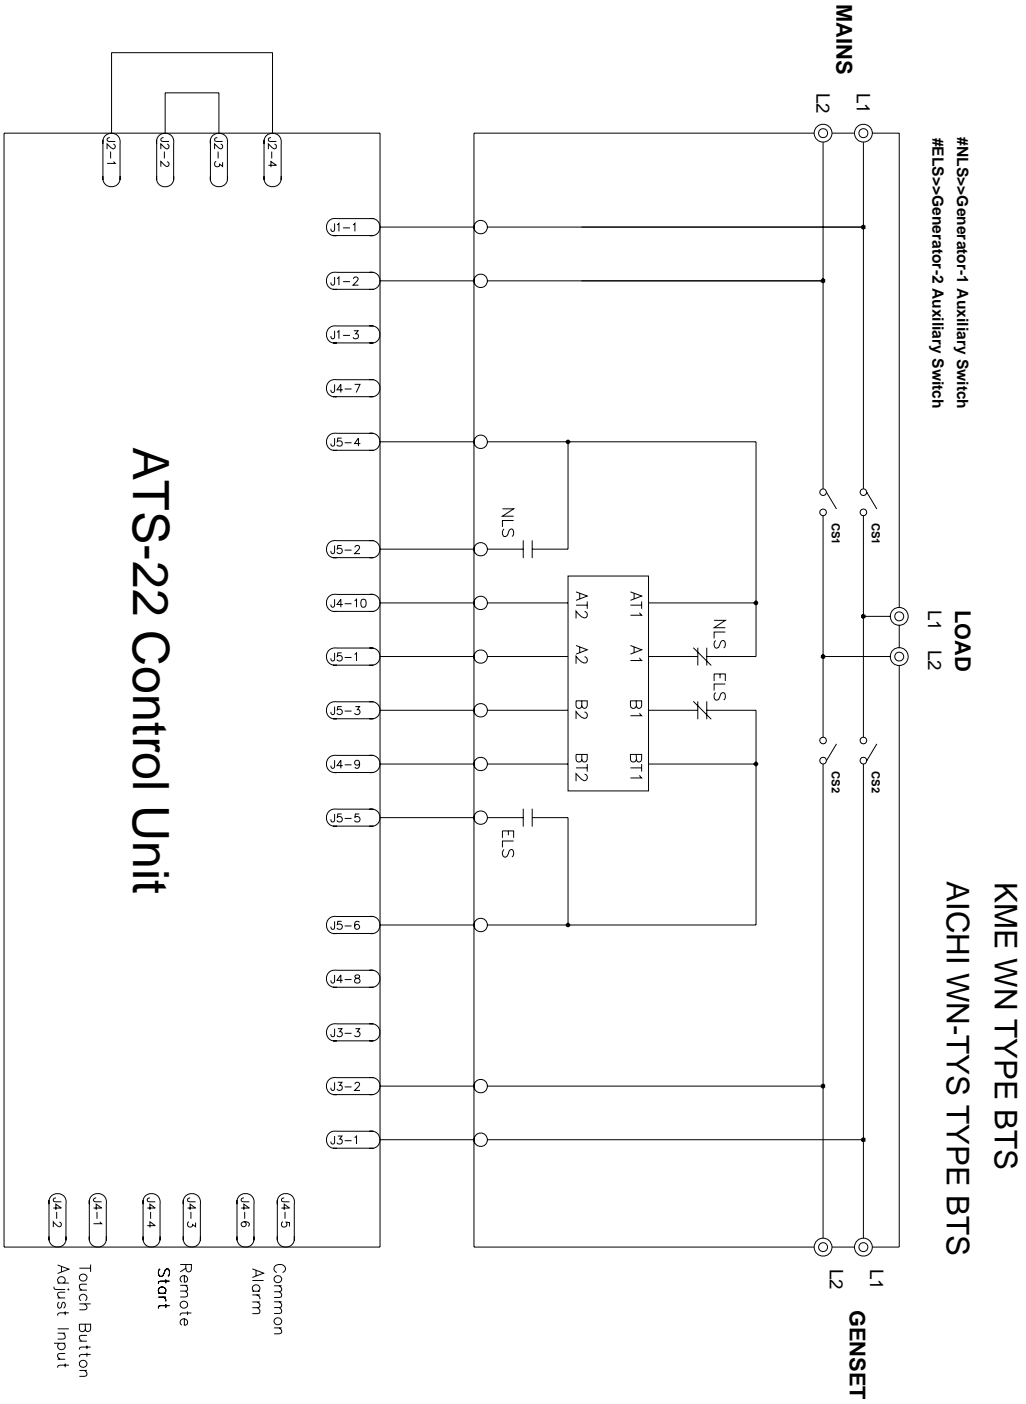 KME WN TYPE BTS
AICHI WN-TYS TYPE BTS
#NLS>>Generator-1 Auxiliary Switch
#ELS>>Generator-2 Auxiliary Switch
LOAD
L1 L2
MAINS
L1
L2
CS1
CS1
CS2
CS2
GENSET
L1
L2
NLS
ELS
AT1 A1 B1 BT1
AT2 A2 B2 BT2
NLS
ELS
J1-1
J1-2
J1-3
J4-7
J5-4
J5-2
J4-10
J5-1
J5-3
J4-9
J5-5
J5-6
J4-8
J3-3
J3-2
J3-1
J2-4
J2-3
J2-2
J2-1
ATS-22 Control Unit
J4-5
J4-6
Common
Alarm
J4-3
J4-4
Remote
Start
J4-1
J4-2
Touch Button
Adjust Input